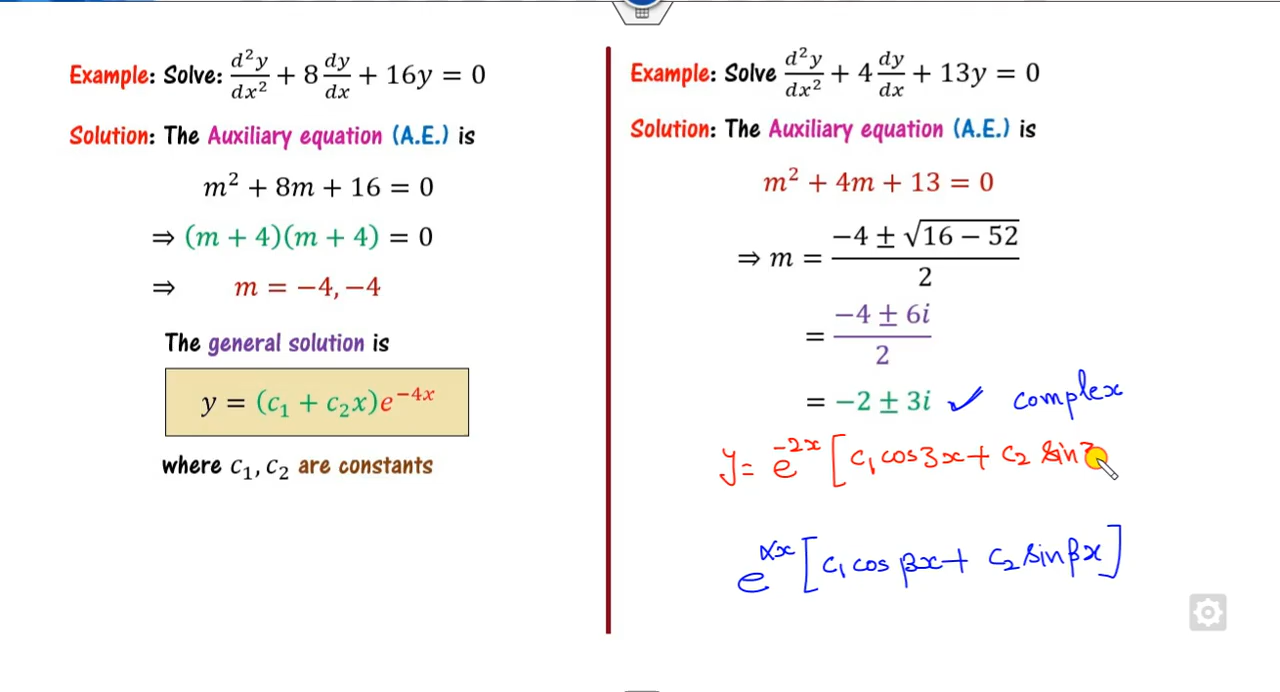 Example: Solve: d²y/dx² + 8 dy/dx + 16y = 0
Solution: The Auxiliary equation (A.E.) is
m² + 8m + 16 = 0
⇒ (m + 4)(m + 4) = 0
⇒ m = −4, −4
The general solution is
y = (c₁ + c₂x)e⁻⁴ˣ
where c₁, c₂ are constants
Example: Solve d²y/dx² + 4 dy/dx + 13y = 0
Solution: The Auxiliary equation (A.E.) is
m² + 4m + 13 = 0
⇒ m = (−4 ± √(16 − 52))/2
= (−4 ± 6i)/2
= −2 ± 3i ✓ complex
y = e^(−2x) [c₁ cos3x + c₂ sin
e^(αx) [c₁ cos βx + c₂ sin βx]